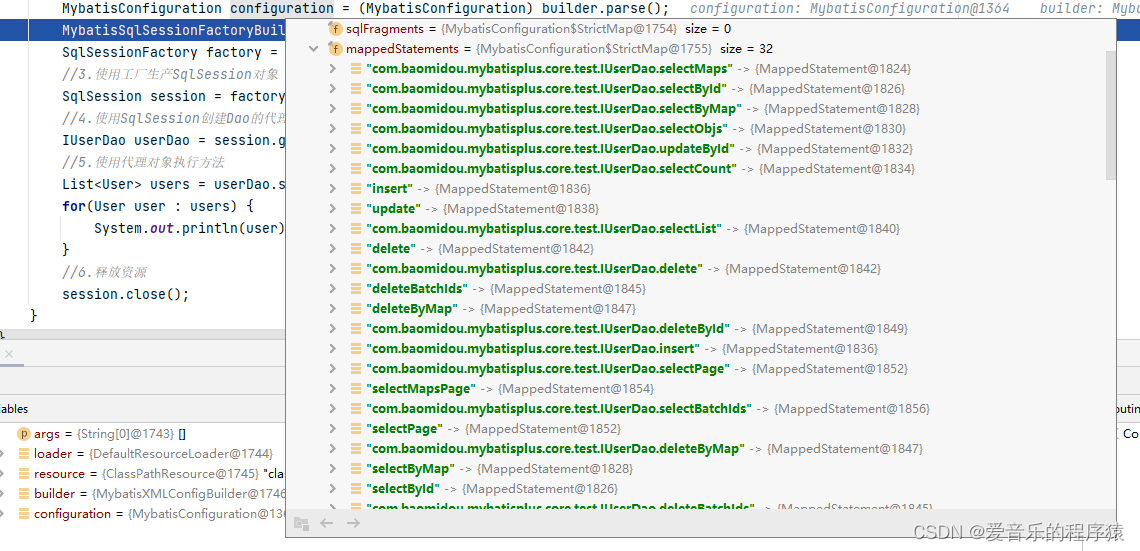 MybatisConfiguration configuration = (MybatisConfiguration) builder.parse(); configuration: MybatisConfiguration@1364 builder: Myb
MybatisSqlSessionFactoryBui
SqlSessionFactory factory =
//3.使用工厂生产SqlSession对象
SqlSession session = factory
//4.使用SqlSession创建Dao的代理
IUserDao userDao = session.g
//5.使用代理对象执行方法
List<User> users = userDao.s
for(User user : users) {
System.out.println(user)
}
//6.释放资源
session.close();
}
sqlFragments = {MybatisConfiguration$StrictMap@1754} size = 0
mappedStatements = {MybatisConfiguration$StrictMap@1755} size = 32
"com.baomidou.mybatisplus.core.test.IUserDao.selectMaps" -> {MappedStatement@1824}
"com.baomidou.mybatisplus.core.test.IUserDao.selectById" -> {MappedStatement@1826}
"com.baomidou.mybatisplus.core.test.IUserDao.selectByMap" -> {MappedStatement@1828}
"com.baomidou.mybatisplus.core.test.IUserDao.selectObjs" -> {MappedStatement@1830}
"com.baomidou.mybatisplus.core.test.IUserDao.updateById" -> {MappedStatement@1832}
"com.baomidou.mybatisplus.core.test.IUserDao.selectCount" -> {MappedStatement@1834}
"insert" -> {MappedStatement@1836}
"update" -> {MappedStatement@1838}
"com.baomidou.mybatisplus.core.test.IUserDao.selectList" -> {MappedStatement@1840}
"delete" -> {MappedStatement@1842}
"com.baomidou.mybatisplus.core.test.IUserDao.delete" -> {MappedStatement@1842}
"deleteBatchIds" -> {MappedStatement@1845}
"deleteByMap" -> {MappedStatement@1847}
"com.baomidou.mybatisplus.core.test.IUserDao.deleteById" -> {MappedStatement@1849}
"com.baomidou.mybatisplus.core.test.IUserDao.insert" -> {MappedStatement@1836}
"com.baomidou.mybatisplus.core.test.IUserDao.selectPage" -> {MappedStatement@1852}
"selectMapsPage" -> {MappedStatement@1854}
"com.baomidou.mybatisplus.core.test.IUserDao.selectBatchIds" -> {MappedStatement@1856}
"selectPage" -> {MappedStatement@1852}
"com.baomidou.mybatisplus.core.test.IUserDao.deleteByMap" -> {MappedStatement@1847}
"selectByMap" -> {MappedStatement@1828}
"selectById" -> {MappedStatement@1826}
"com.baomidou.mybatisplus.core.test.IUserDao.deleteBatchIds" -> {MappedStatement@1845}
iables
args = {String[0]@1743} []
loader = {DefaultResourceLoader@1744}
resource = {ClassPathResource@1745} "cla
builder = {MybatisXMLConfigBuilder@1746
configuration = {MybatisConfiguration@136
outin
Co
CSDN @爱音乐的程序猿